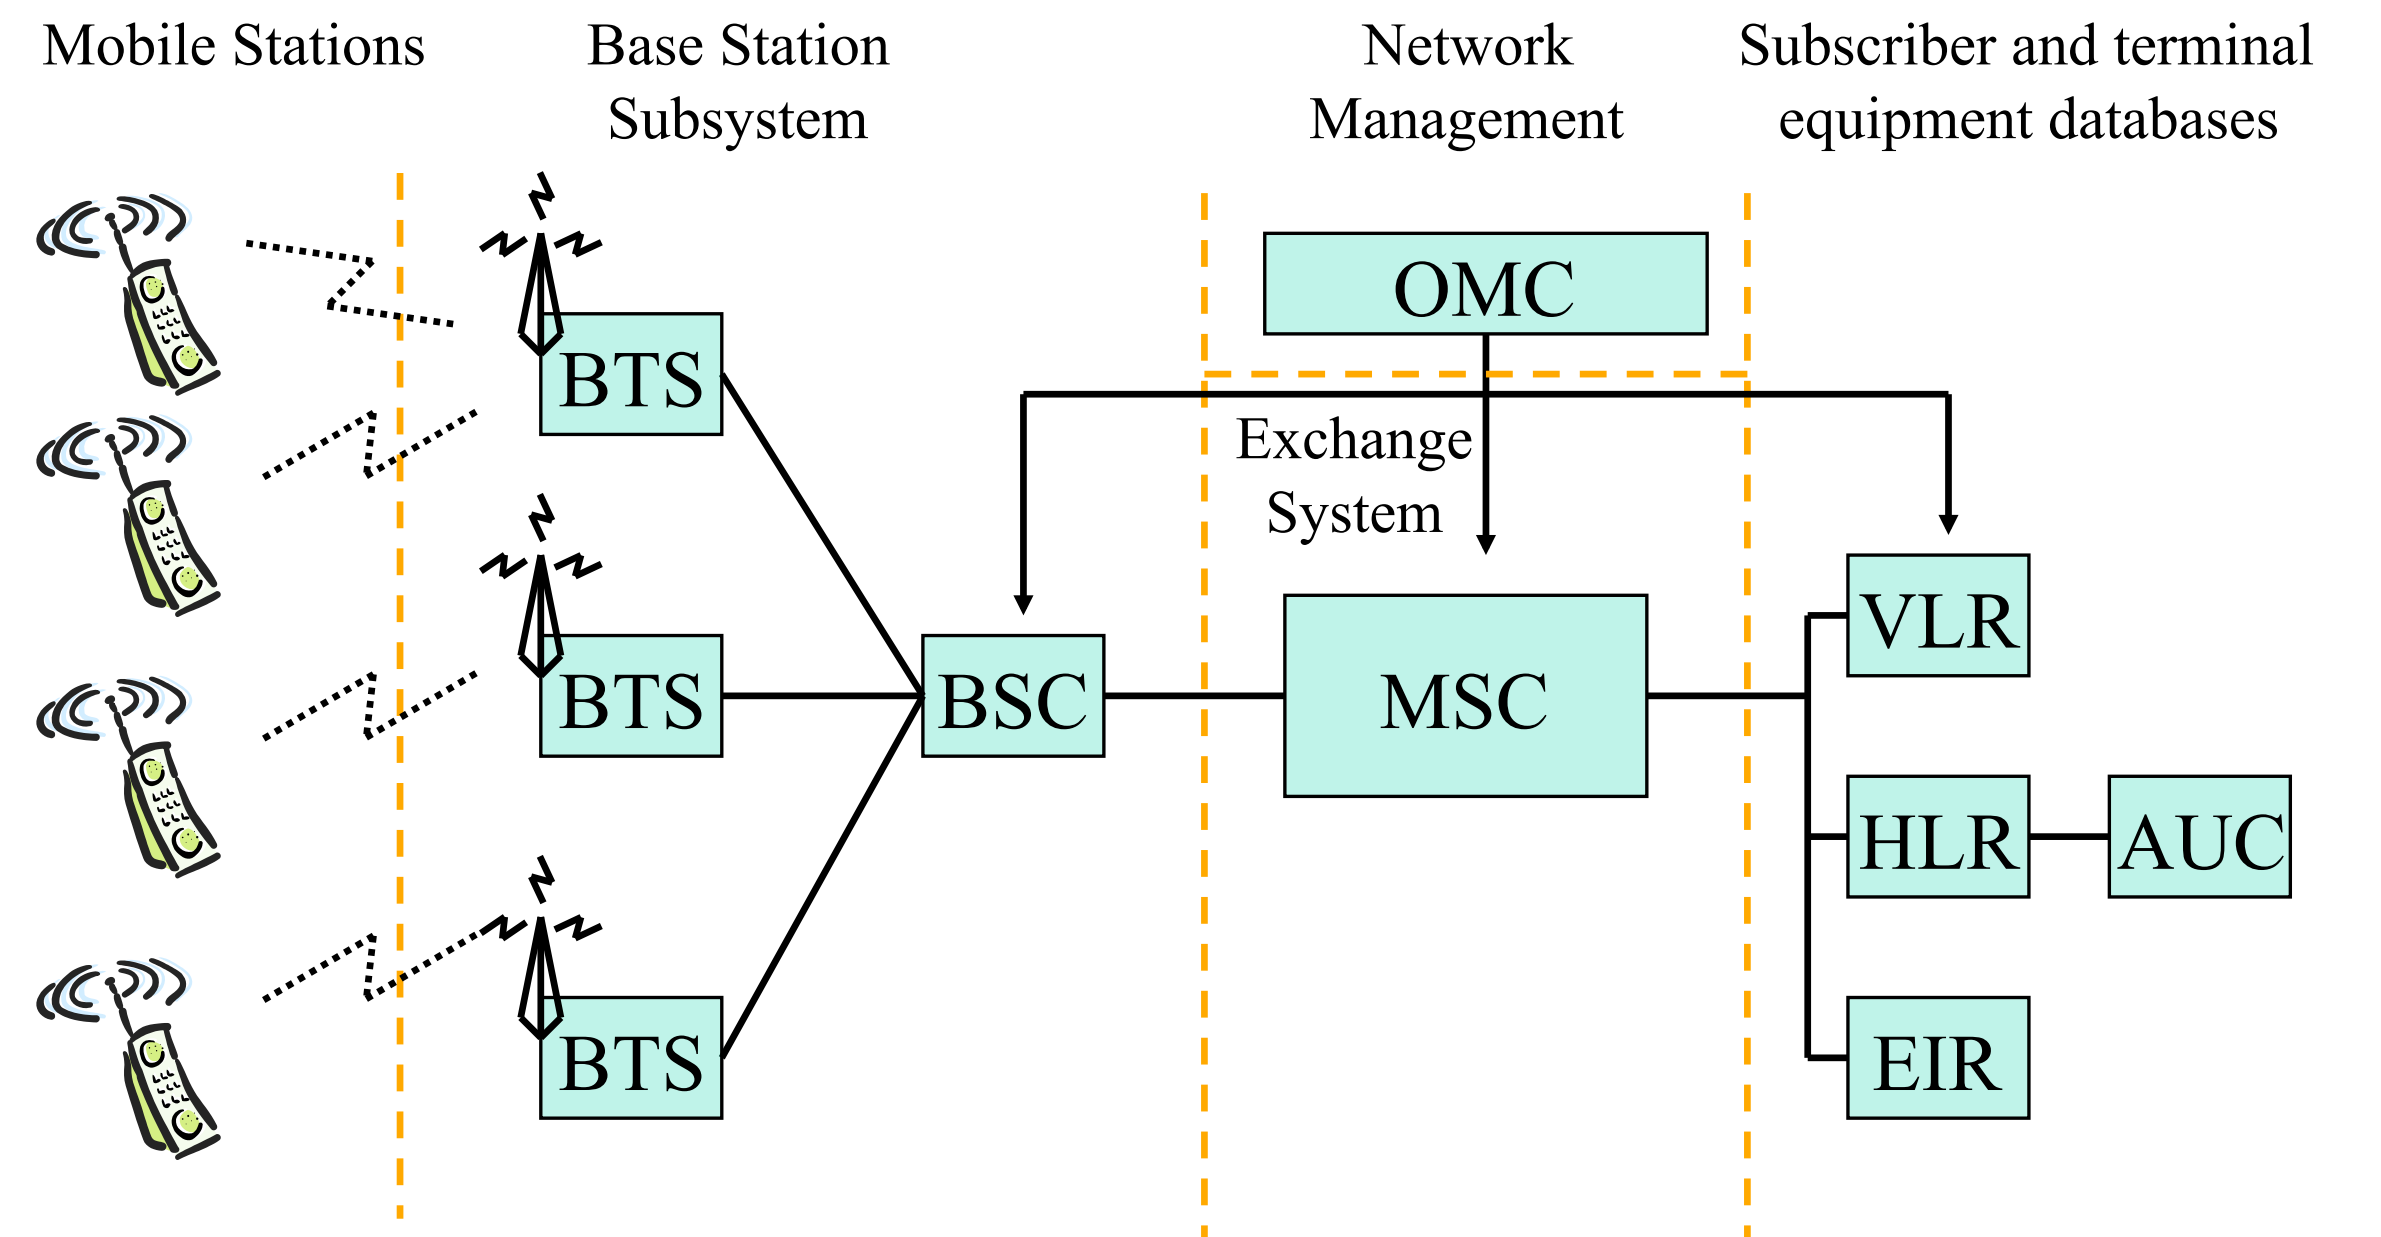 Mobile Stations
Base Station
Subsystem
Network
Management
Subscriber and terminal
equipment databases
OMC
BTS
Exchange
System
VLR
BTS
BSC
MSC
HLR
AUC
BTS
EIR